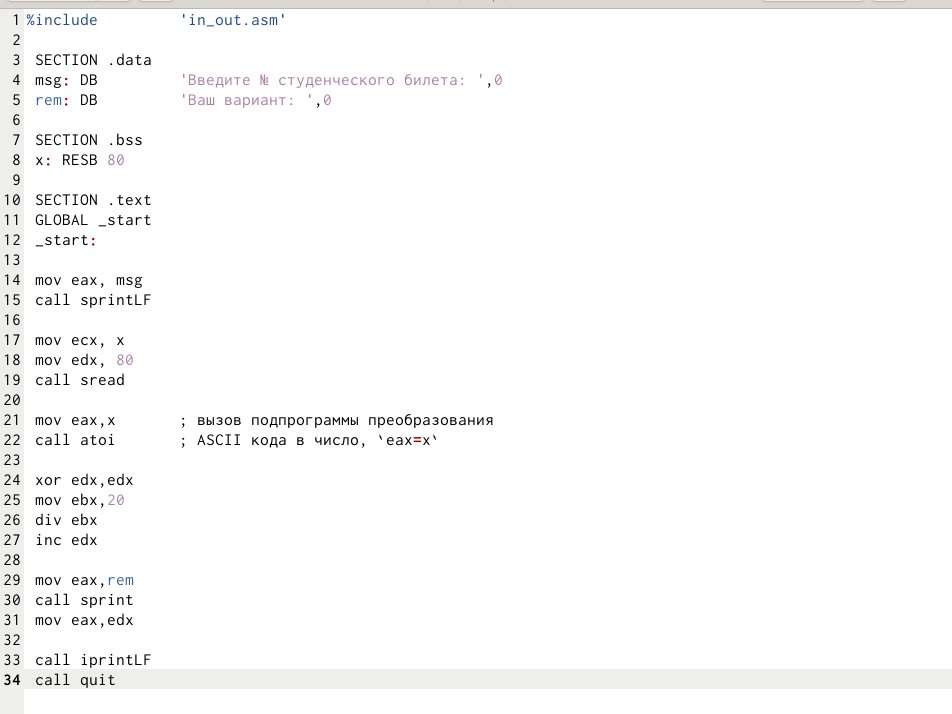 1 %include 'in_out.asm'
2
3 SECTION .data
4 msg: DB 'Введите № студенческого билета: ',0
5 rem: DB 'Ваш вариант: ',0
6
7 SECTION .bss
8 x: RESB 80
9
10 SECTION .text
11 GLOBAL _start
12 _start:
13
14 mov eax, msg
15 call sprintLF
16
17 mov ecx, x
18 mov edx, 80
19 call sread
20
21 mov eax,x ; вызов подпрограммы преобразования
22 call atoi ; ASCII кода в число, `eax=x`
23
24 xor edx,edx
25 mov ebx,20
26 div ebx
27 inc edx
28
29 mov eax,rem
30 call sprint
31 mov eax,edx
32
33 call iprintLF
34 call quit